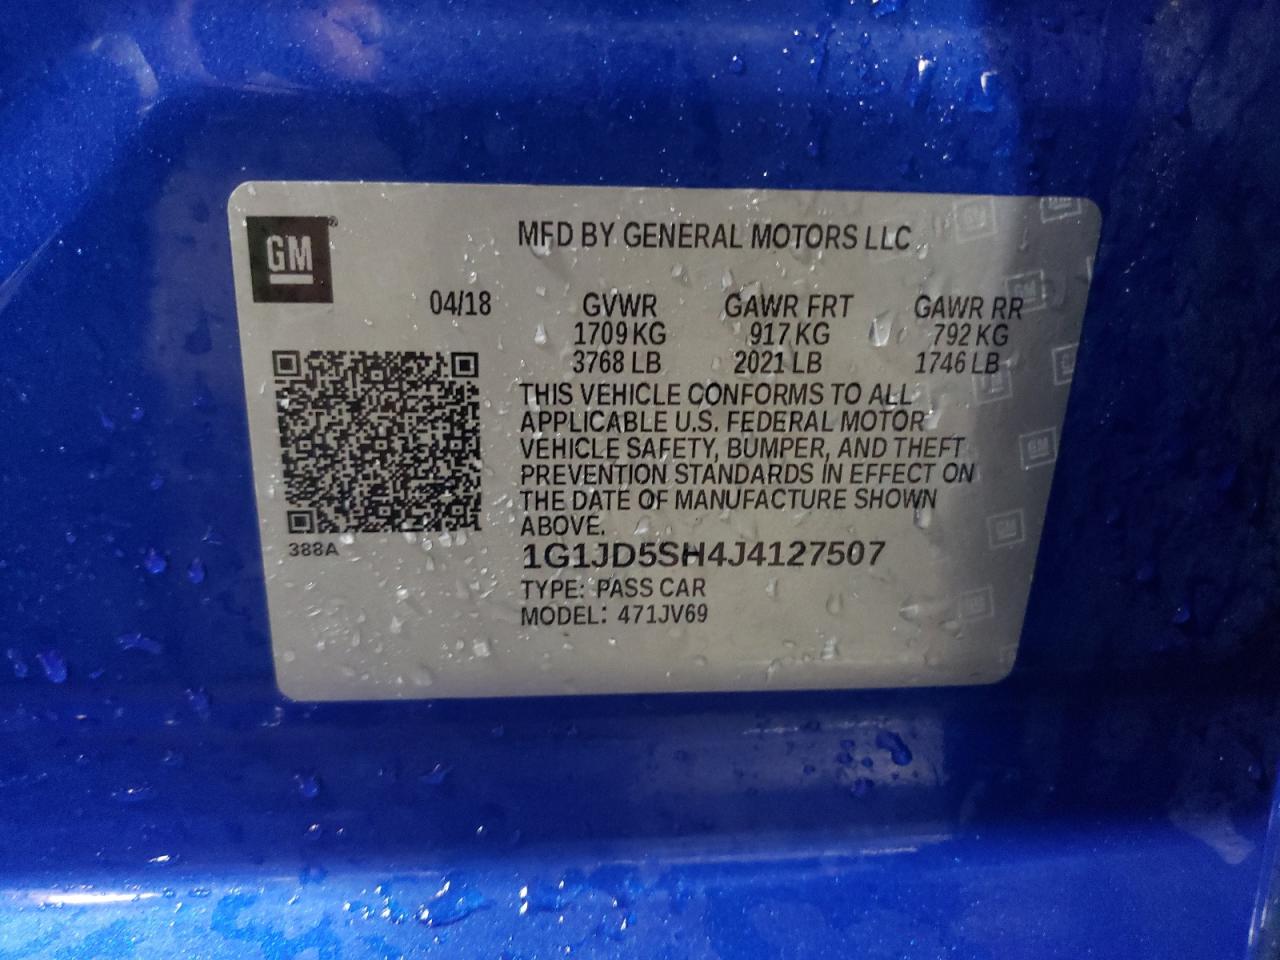 GM
MFD BY GENERAL MOTORS LLC
04/18 GVWR GAWR FRT GAWR RR
1709 KG 917 KG 792 KG
3768 LB 2021 LB 1746 LB
THIS VEHICLE CONFORMS TO ALL
APPLICABLE U.S. FEDERAL MOTOR
VEHICLE SAFETY, BUMPER, AND THEFT
PREVENTION STANDARDS IN EFFECT ON
THE DATE OF MANUFACTURE SHOWN
ABOVE.
388A
1G1JD5SH4J4127507
TYPE: PASS CAR
MODEL: 471JV69